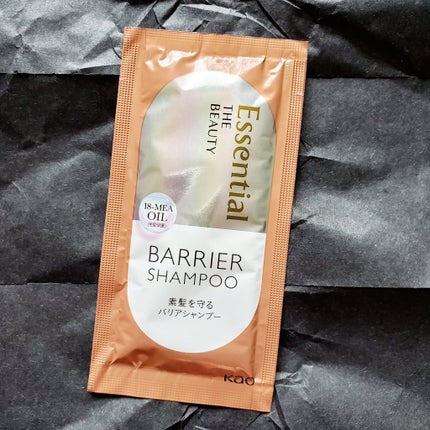 Essential
THE
BEAUTY
18-MEA
OIL
BARRIER
SHAMPOO
素髪を守る
バリアシャンプー
Kao